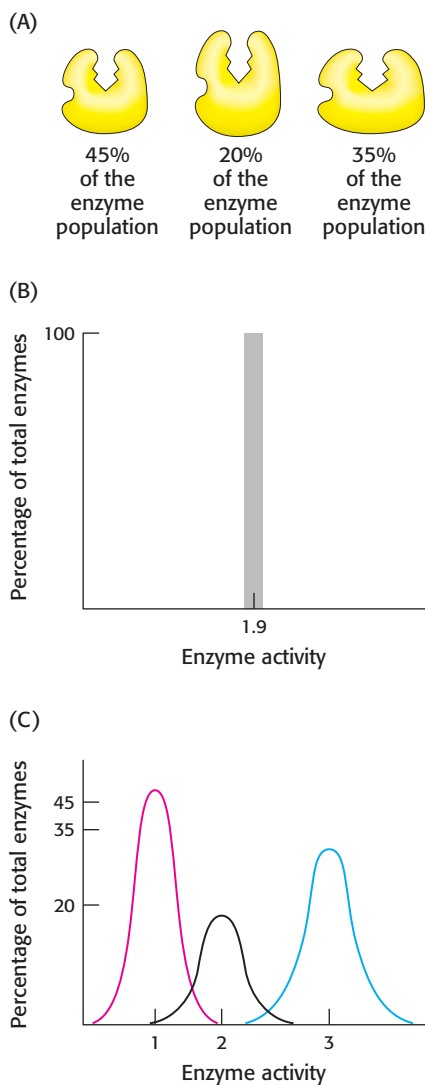 (A)
45%
of the
enzyme
population
20%
of the
enzyme
population
35%
of the
enzyme
population
(B)
100
Percentage of total enzymes
1.9
Enzyme activity
(C)
Percentage of total enzymes
45
35
20
1 2 3
Enzyme activity